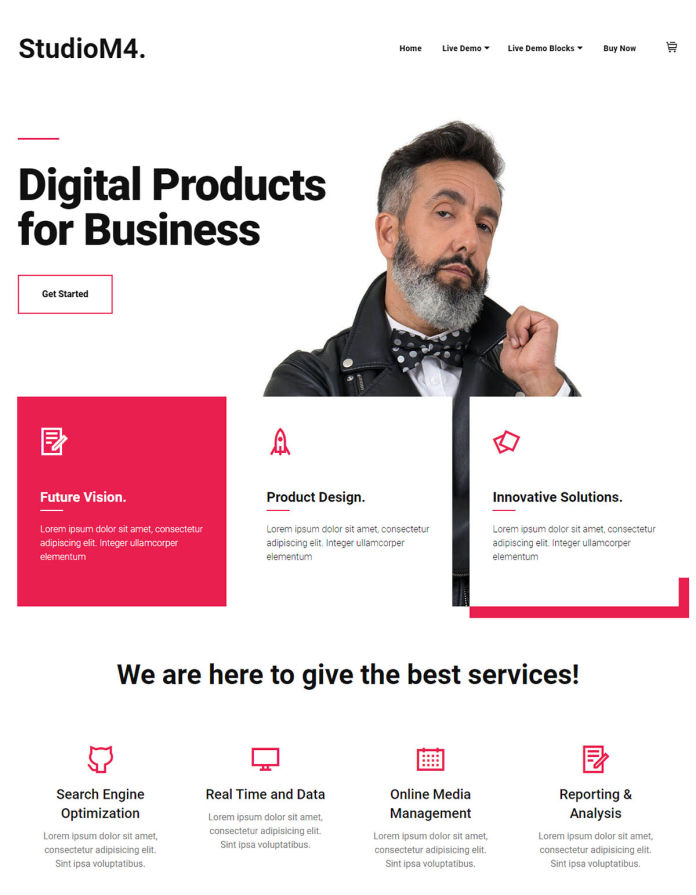 StudioM4.
Home Live Demo Live Demo Blocks Buy Now
Digital Products
for Business
Get Started
Future Vision.
Lorem ipsum dolor sit amet, consectetur
adipiscing elit. Integer ullamcorper
elementum
Product Design.
Lorem ipsum dolor sit amet, consectetur
adipiscing elit. Integer ullamcorper
elementum
Innovative Solutions.
Lorem ipsum dolor sit amet, consectetur
adipiscing elit. Integer ullamcorper
elementum
We are here to give the best services!
Search Engine
Optimization
Lorem ipsum dolor sit amet,
consectetur adipisicing elit.
Sint ipsa voluptatibus.
Real Time and Data
Lorem ipsum dolor sit amet,
consectetur adipisicing elit.
Sint ipsa voluptatibus.
Online Media
Management
Lorem ipsum dolor sit amet,
consectetur adipisicing elit.
Sint ipsa voluptatibus.
Reporting &
Analysis
Lorem ipsum dolor sit amet,
consectetur adipisicing elit.
Sint ipsa voluptatibus.